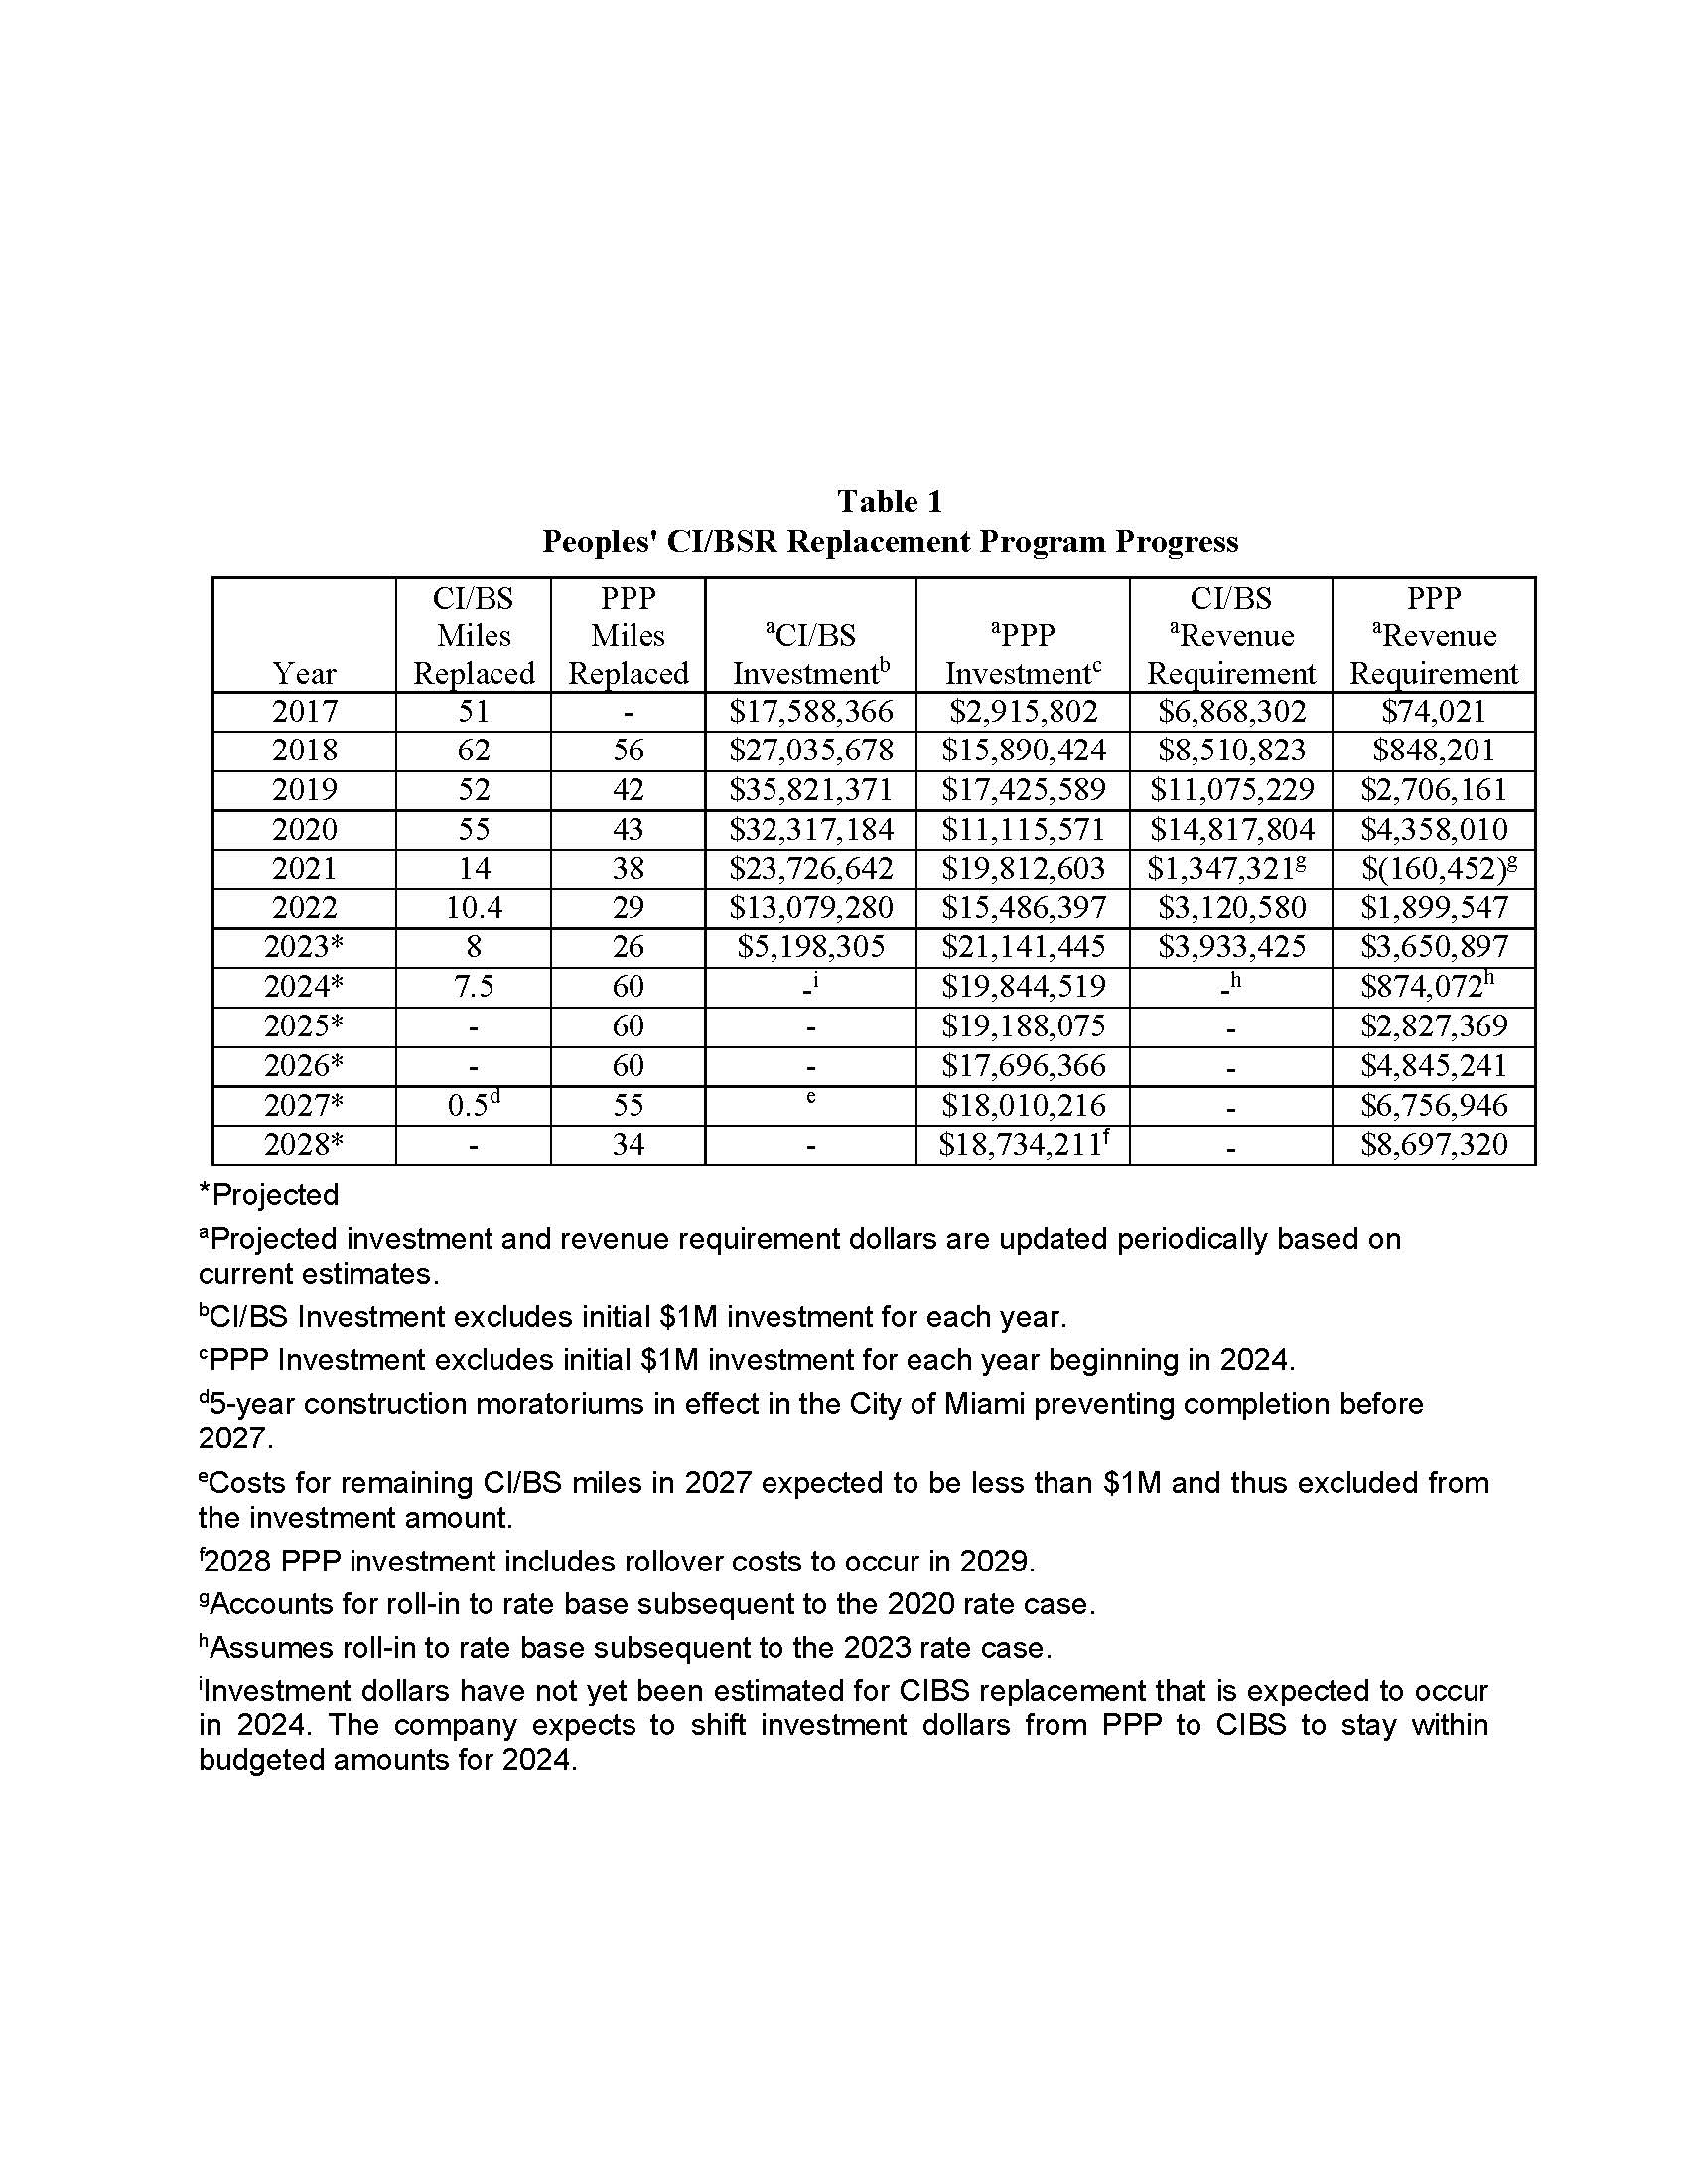 Table 1
Peoples' CI/BSR Replacement Program Progress
Year | CI/BS Miles Replaced | PPP Miles Replaced | ᵃCI/BS Investmentᵇ | ᵃPPP Investmentᶜ | CI/BS ᵃRevenue Requirement | PPP ᵃRevenue Requirement
2017 | 51 | - | $17,588,366 | $2,915,802 | $6,868,302 | $74,021
2018 | 62 | 56 | $27,035,678 | $15,890,424 | $8,510,823 | $848,201
2019 | 52 | 42 | $35,821,371 | $17,425,589 | $11,075,229 | $2,706,161
2020 | 55 | 43 | $32,317,184 | $11,115,571 | $14,817,804 | $4,358,010
2021 | 14 | 38 | $23,726,642 | $19,812,603 | $1,347,321ᵍ | $(160,452)ᵍ
2022 | 10.4 | 29 | $13,079,280 | $15,486,397 | $3,120,580 | $1,899,547
2023* | 8 | 26 | $5,198,305 | $21,141,445 | $3,933,425 | $3,650,897
2024* | 7.5 | 60 | -ⁱ | $19,844,519 | -ʰ | $874,072ʰ
2025* | - | 60 | - | $19,188,075 | - | $2,827,369
2026* | - | 60 | - | $17,696,366 | - | $4,845,241
2027* | 0.5ᵈ | 55 | ᵉ | $18,010,216 | - | $6,756,946
2028* | - | 34 | - | $18,734,211ᶠ | - | $8,697,320
*Projected
ᵃProjected investment and revenue requirement dollars are updated periodically based on
current estimates.
ᵇCI/BS Investment excludes initial $1M investment for each year.
ᶜPPP Investment excludes initial $1M investment for each year beginning in 2024.
ᵈ5-year construction moratoriums in effect in the City of Miami preventing completion before
2027.
ᵉCosts for remaining CI/BS miles in 2027 expected to be less than $1M and thus excluded from
the investment amount.
ᶠ2028 PPP investment includes rollover costs to occur in 2029.
ᵍAccounts for roll-in to rate base subsequent to the 2020 rate case.
ʰAssumes roll-in to rate base subsequent to the 2023 rate case.
ⁱInvestment dollars have not yet been estimated for CIBS replacement that is expected to occur
in 2024. The company expects to shift investment dollars from PPP to CIBS to stay within
budgeted amounts for 2024.